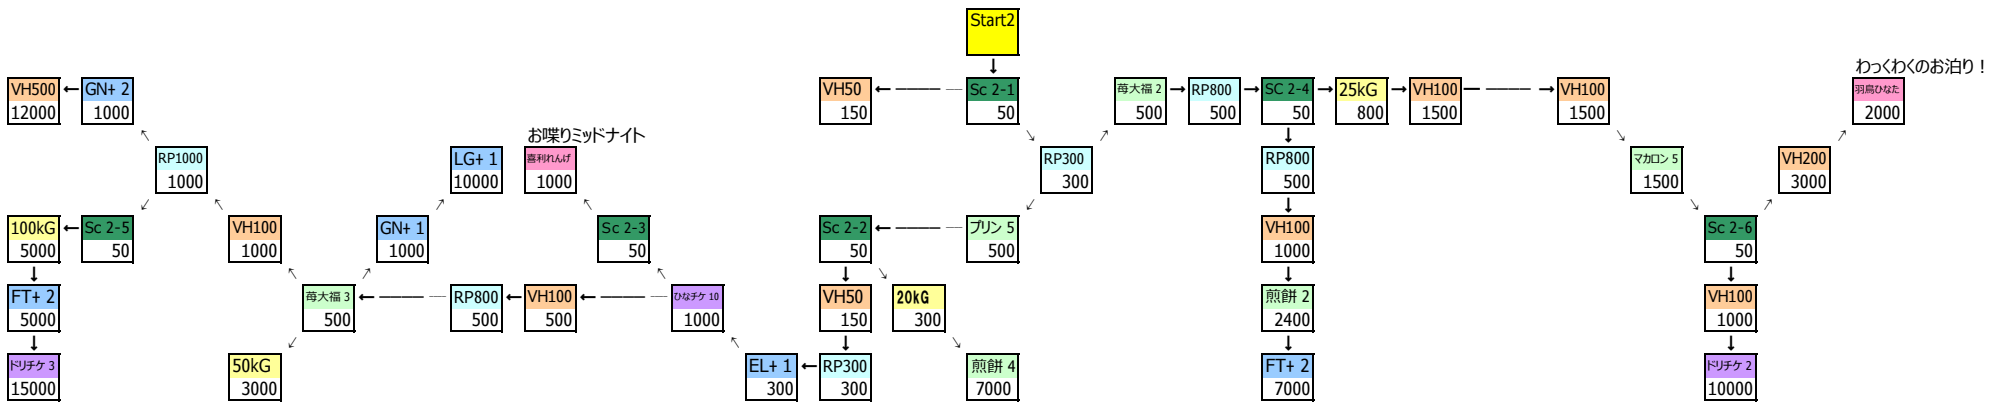 Start2
わっくわくのお泊り！
VH500
12000
GN+ 2
1000
VH50
150
Sc 2-1
50
苺大福 2
500
RP800
500
SC 2-4
50
25kG
800
VH100
1500
VH100
1500
羽鳥ひなた
2000
お喋りミッドナイト
RP1000
1000
LG+ 1
10000
喜利れんげ
1000
RP300
300
RP800
500
マカロン 5
1500
VH200
3000
100kG
5000
Sc 2-5
50
VH100
1000
GN+ 1
1000
Sc 2-3
50
Sc 2-2
50
プリン 5
500
VH100
1000
Sc 2-6
50
FT+ 2
5000
苺大福 3
500
RP800
500
VH100
500
ひなチケ 10
1000
VH50
150
20kG
300
煎餅 2
2400
VH100
1000
ドリチケ 3
15000
50kG
3000
EL+ 1
300
RP300
300
煎餅 4
7000
FT+ 2
7000
ドリチケ 2
10000